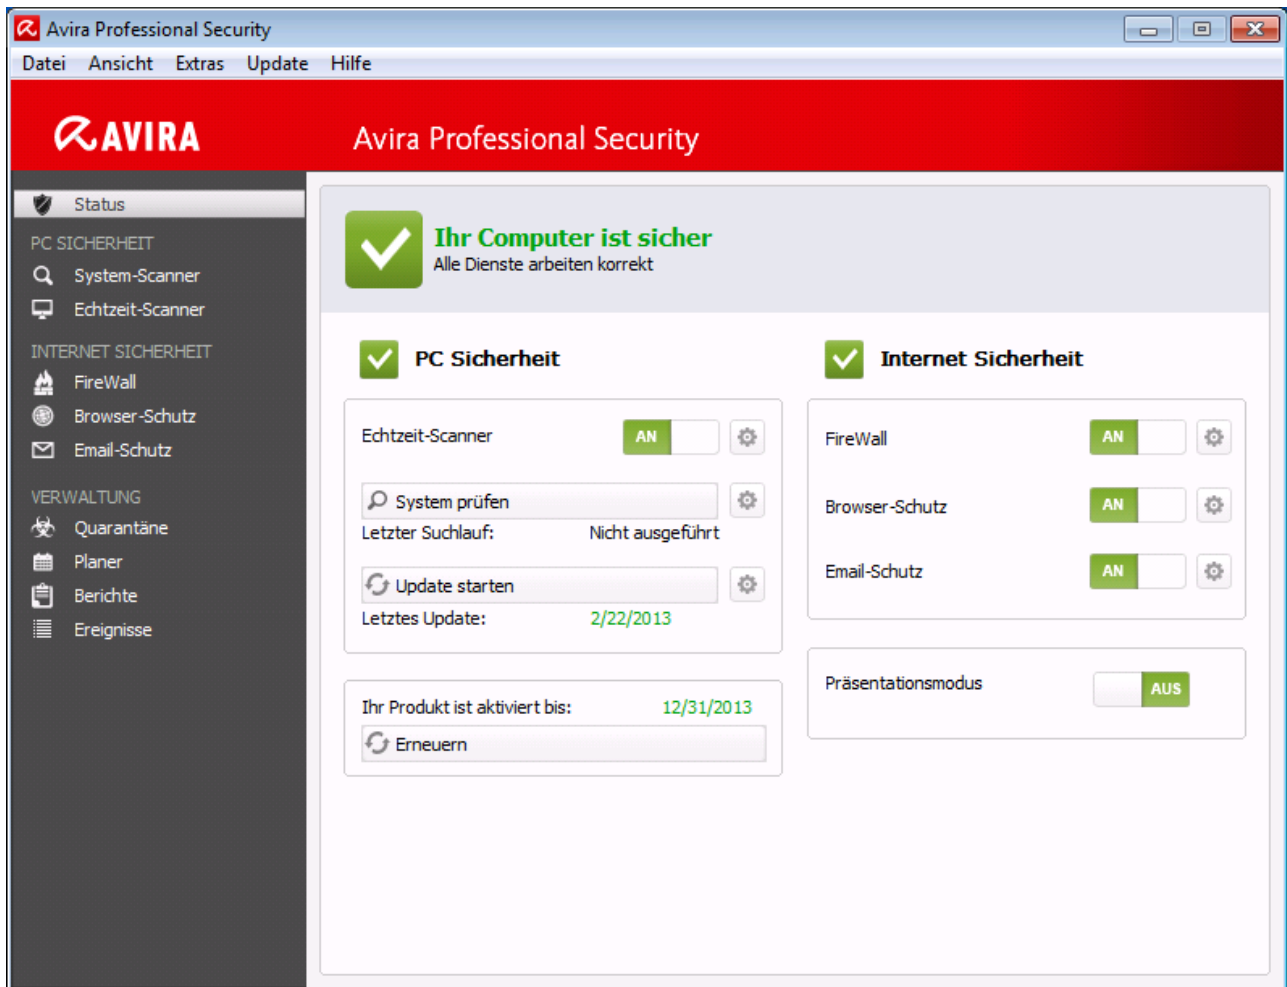 Avira Professional Security
Datei Ansicht Extras Update Hilfe
AVIRA
Avira Professional Security
Status
PC SICHERHEIT
System-Scanner
Echtzeit-Scanner
INTERNET SICHERHEIT
FireWall
Browser-Schutz
Email-Schutz
VERWALTUNG
Quarantäne
Planer
Berichte
Ereignisse
Ihr Computer ist sicher
Alle Dienste arbeiten korrekt
PC Sicherheit
Echtzeit-Scanner AN
System prüfen
Letzter Suchlauf: Nicht ausgeführt
Update starten
Letztes Update: 2/22/2013
Ihr Produkt ist aktiviert bis: 12/31/2013
Erneuern
Internet Sicherheit
FireWall AN
Browser-Schutz AN
Email-Schutz AN
Präsentationsmodus AUS